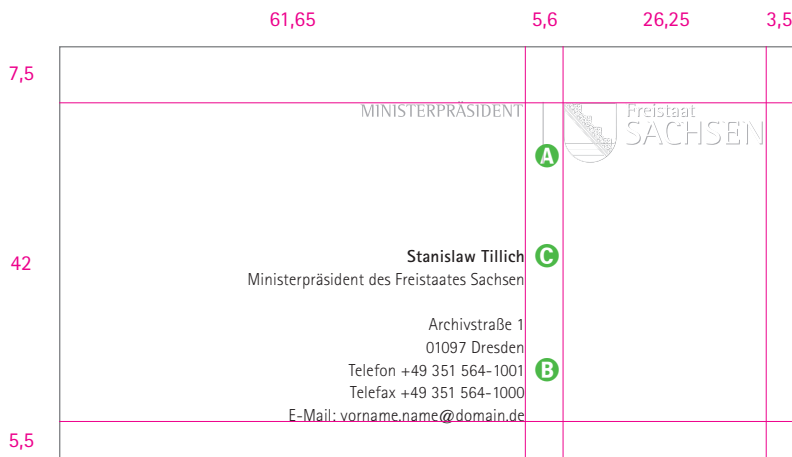 61,65 5,6 26,25 3,5
7,5
MINISTERPRÄSIDENT
Freistaat
SACHSEN
A
Stanislaw Tillich
C
42
Ministerpräsident des Freistaates Sachsen
Archivstraße 1
01097 Dresden
Telefon +49 351 564-1001
B
Telefax +49 351 564-1000
E-Mail: vorname.name@domain.de
5,5